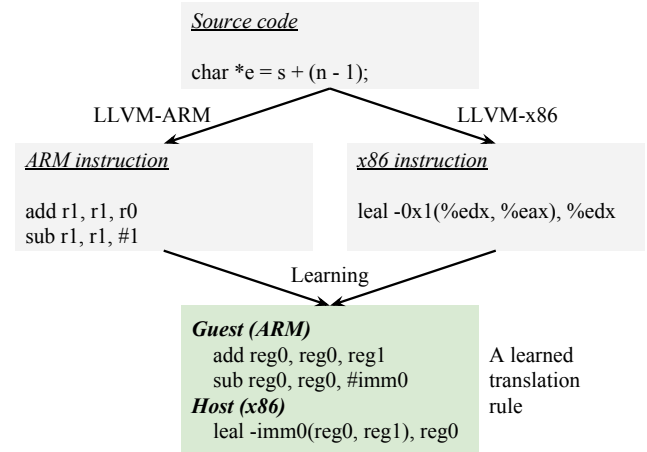 Source code
char *e = s + (n - 1);
LLVM-ARM
LLVM-x86
ARM instruction
add r1, r1, r0
sub r1, r1, #1
x86 instruction
leal -0x1(%edx, %eax), %edx
Learning
Guest (ARM)
add reg0, reg0, reg1
sub reg0, reg0, #imm0
Host (x86)
leal -imm0(reg0, reg1), reg0
A learned
translation
rule